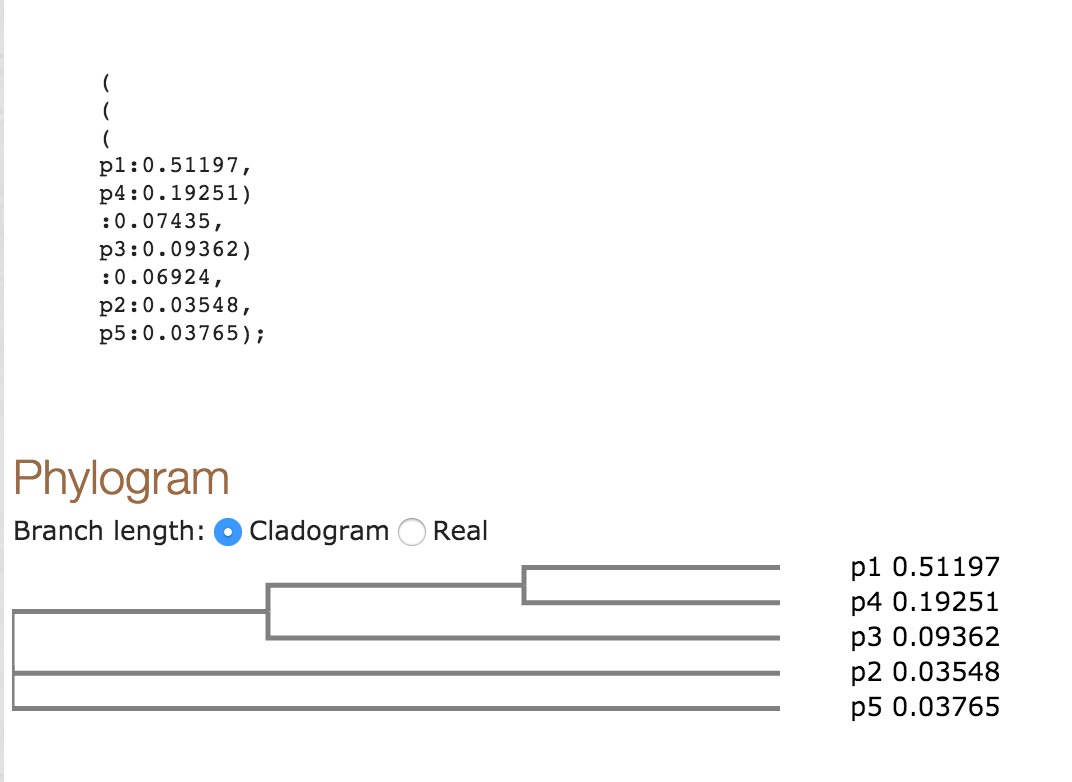 (
(
(
p1:0.51197,
p4:0.19251)
:0.07435,
p3:0.09362)
:0.06924,
p2:0.03548,
p5:0.03765);
Phylogram
Branch length: Cladogram Real
p1 0.51197
p4 0.19251
p3 0.09362
p2 0.03548
p5 0.03765